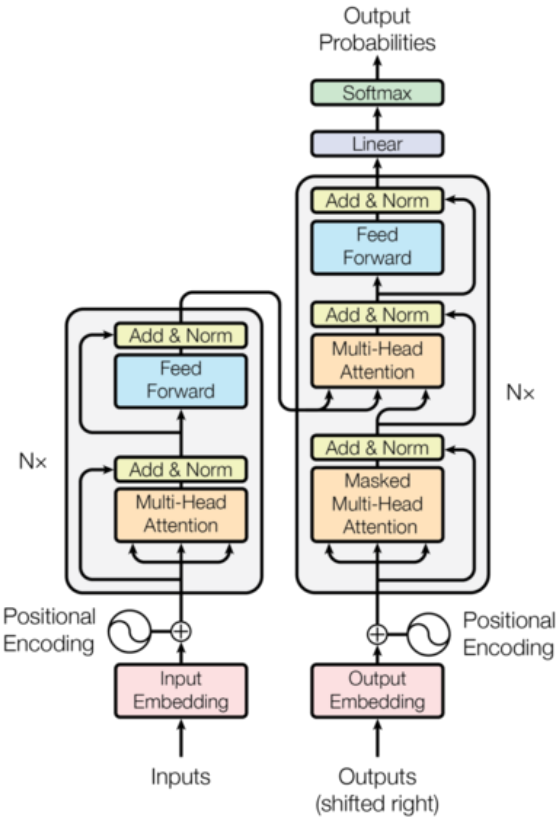 Output
Probabilities
Softmax
Linear
Add & Norm
Feed
Forward
Add & Norm
Multi-Head
Attention
Add & Norm
Masked
Multi-Head
Attention
N×
Add & Norm
Feed
Forward
Add & Norm
Multi-Head
Attention
N×
Positional
Encoding
Positional
Encoding
Input
Embedding
Output
Embedding
Inputs
Outputs
(shifted right)